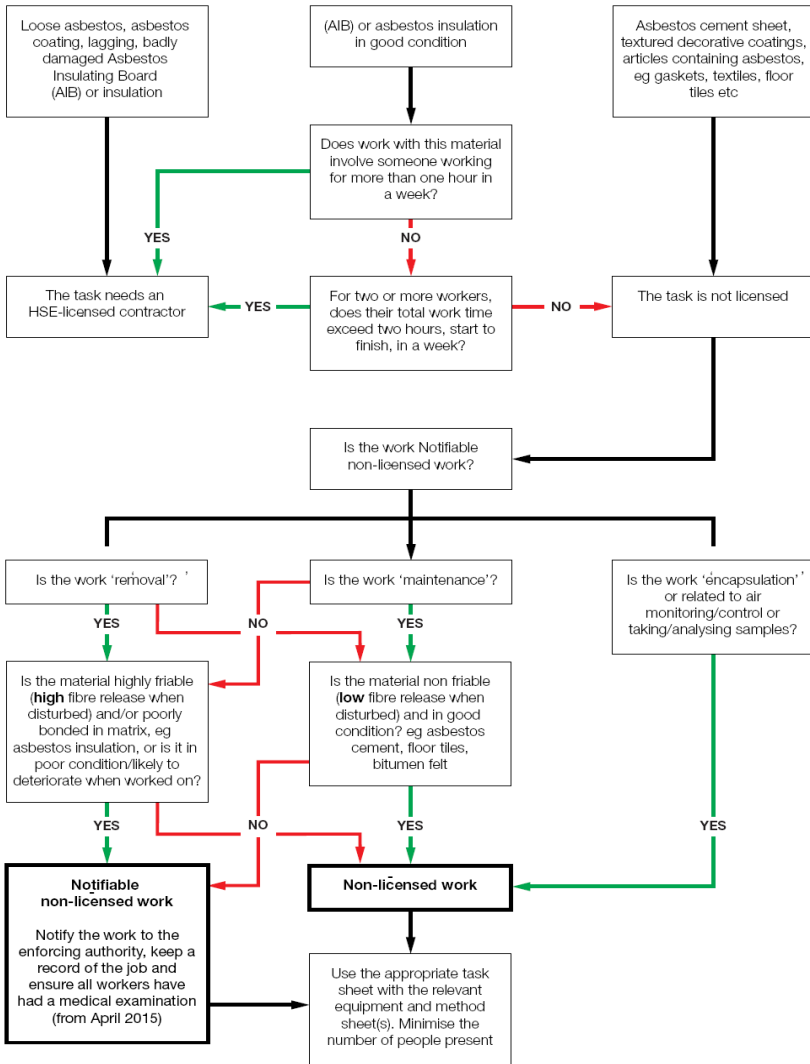 Loose asbestos, asbestos
coating, lagging, badly
damaged Asbestos
Insulating Board
(AIB) or insulation
(AIB) or asbestos insulation
in good condition
Asbestos cement sheet,
textured decorative coatings,
articles containing asbestos,
eg gaskets, textiles, floor
tiles etc
Does work with this material
involve someone working
for more than one hour in
a week?
YES
NO
The task needs an
HSE-licensed contractor
YES
For two or more workers,
does their total work time
exceed two hours, start to
finish, in a week?
NO
The task is not licensed
Is the work Notifiable
non-licensed work?
Is the work ‘removal’? ’
Is the work ‘maintenance’?
Is the work ‘encapsulation’’
or related to air
monitoring/control or
taking/analysing samples?
YES
NO
YES
Is the material highly friable
(high fibre release when
disturbed) and/or poorly
bonded in matrix, eg
asbestos insulation, or is it in
poor condition/likely to
deteriorate when worked on?
Is the material non friable
(low fibre release when
disturbed) and in good
condition? eg asbestos
cement, floor tiles,
bitumen felt
YES
NO
YES
YES
Notifiable
non-licensed work
Notify the work to the
enforcing authority, keep a
record of the job and
ensure all workers have
had a medical examination
(from April 2015)
Non-licensed work
Use the appropriate task
sheet with the relevant
equipment and method
sheet(s). Minimise the
number of people present